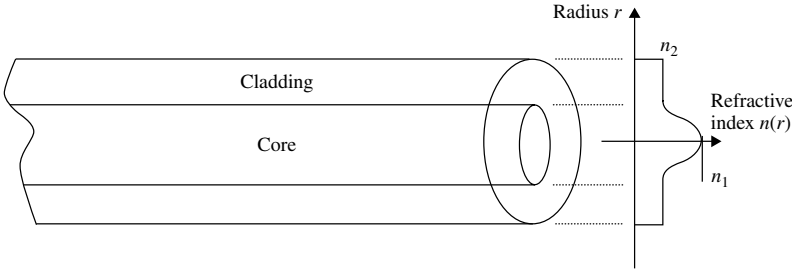 Radius r
n2
Cladding
Refractive
index n(r)
Core
n1